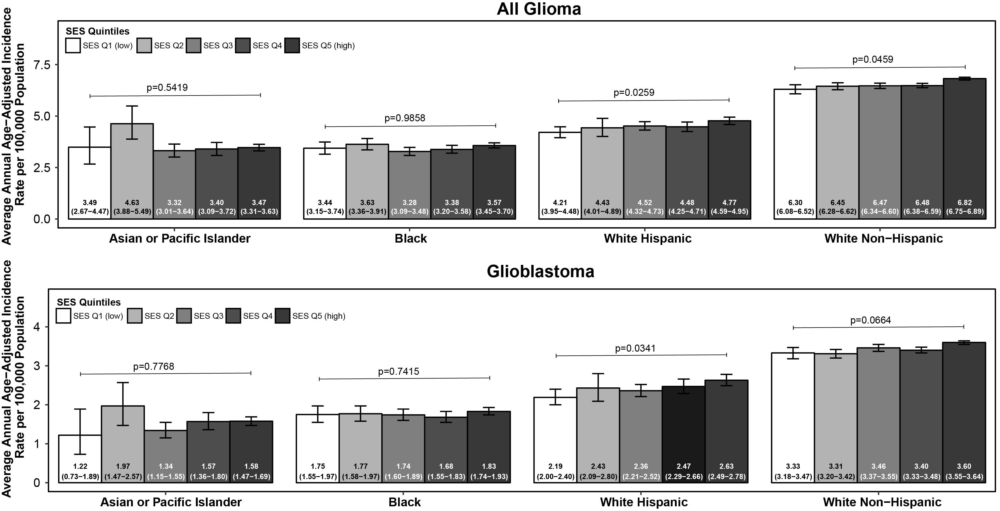 All Glioma
Average Annual Age−Adjusted Incidence
Rate per 100,000 Population
SES Quintiles
SES Q1 (low) SES Q2 SES Q3 SES Q4 SES Q5 (high)
7.5
5.0
2.5
0.0
p=0.5419
p=0.9858
p=0.0259
p=0.0459
3.49 4.63 3.32 3.40 3.47 3.44 3.63 3.28 3.38 3.57 4.21 4.43 4.52 4.48 4.77 6.30 6.45 6.47 6.48 6.82
(2.67−4.47) (3.88−5.49) (3.01−3.64) (3.09−3.72) (3.31−3.63) (3.15−3.74) (3.36−3.91) (3.09−3.48) (3.20−3.58) (3.45−3.70) (3.95−4.48) (4.01−4.89) (4.32−4.73) (4.25−4.71) (4.59−4.95) (6.08−6.52) (6.28−6.62) (6.34−6.60) (6.38−6.59) (6.75−6.89)
Asian or Pacific Islander Black White Hispanic White Non−Hispanic
Glioblastoma
Average Annual Age−Adjusted Incidence
Rate per 100,000 Population
SES Quintiles
SES Q1 (low) SES Q2 SES Q3 SES Q4 SES Q5 (high)
4
3
2
1
0
p=0.7768
p=0.7415
p=0.0341
p=0.0664
1.22 1.97 1.34 1.57 1.58 1.75 1.77 1.74 1.68 1.83 2.19 2.43 2.36 2.47 2.63 3.33 3.31 3.46 3.40 3.60
(0.73−1.89) (1.47−2.57) (1.15−1.55) (1.36−1.80) (1.47−1.69) (1.55−1.97) (1.58−1.97) (1.60−1.89) (1.55−1.83) (1.74−1.93) (2.00−2.40) (2.09−2.80) (2.21−2.52) (2.29−2.66) (2.49−2.78) (3.18−3.47) (3.20−3.42) (3.37−3.55) (3.33−3.48) (3.55−3.64)
Asian or Pacific Islander Black White Hispanic White Non−Hispanic